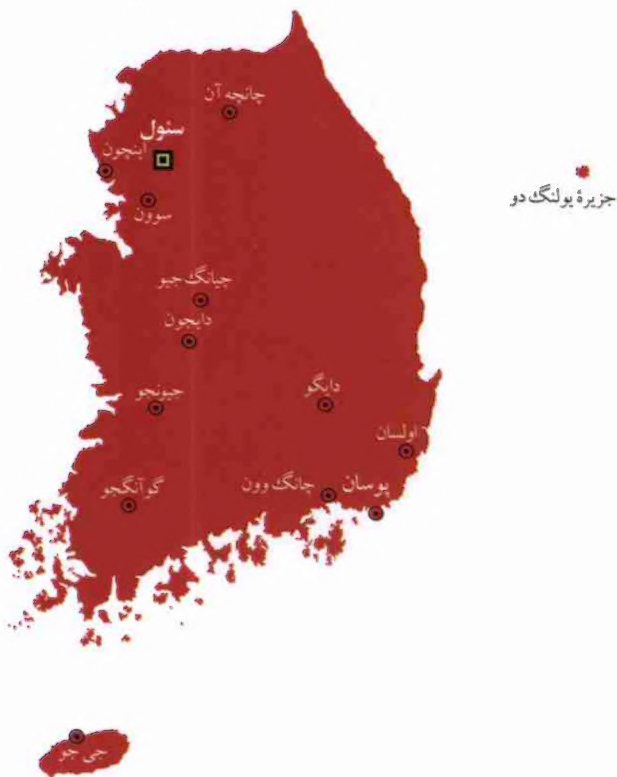 چانچه آن
سئول
اینچون
سوون
جزیرهٔ یولنگ دو
چیانگ جیو
دایجون
جیونجو
دایگو
اولسان
پوسان
چانگ وون
گوآنگجو
جی جو